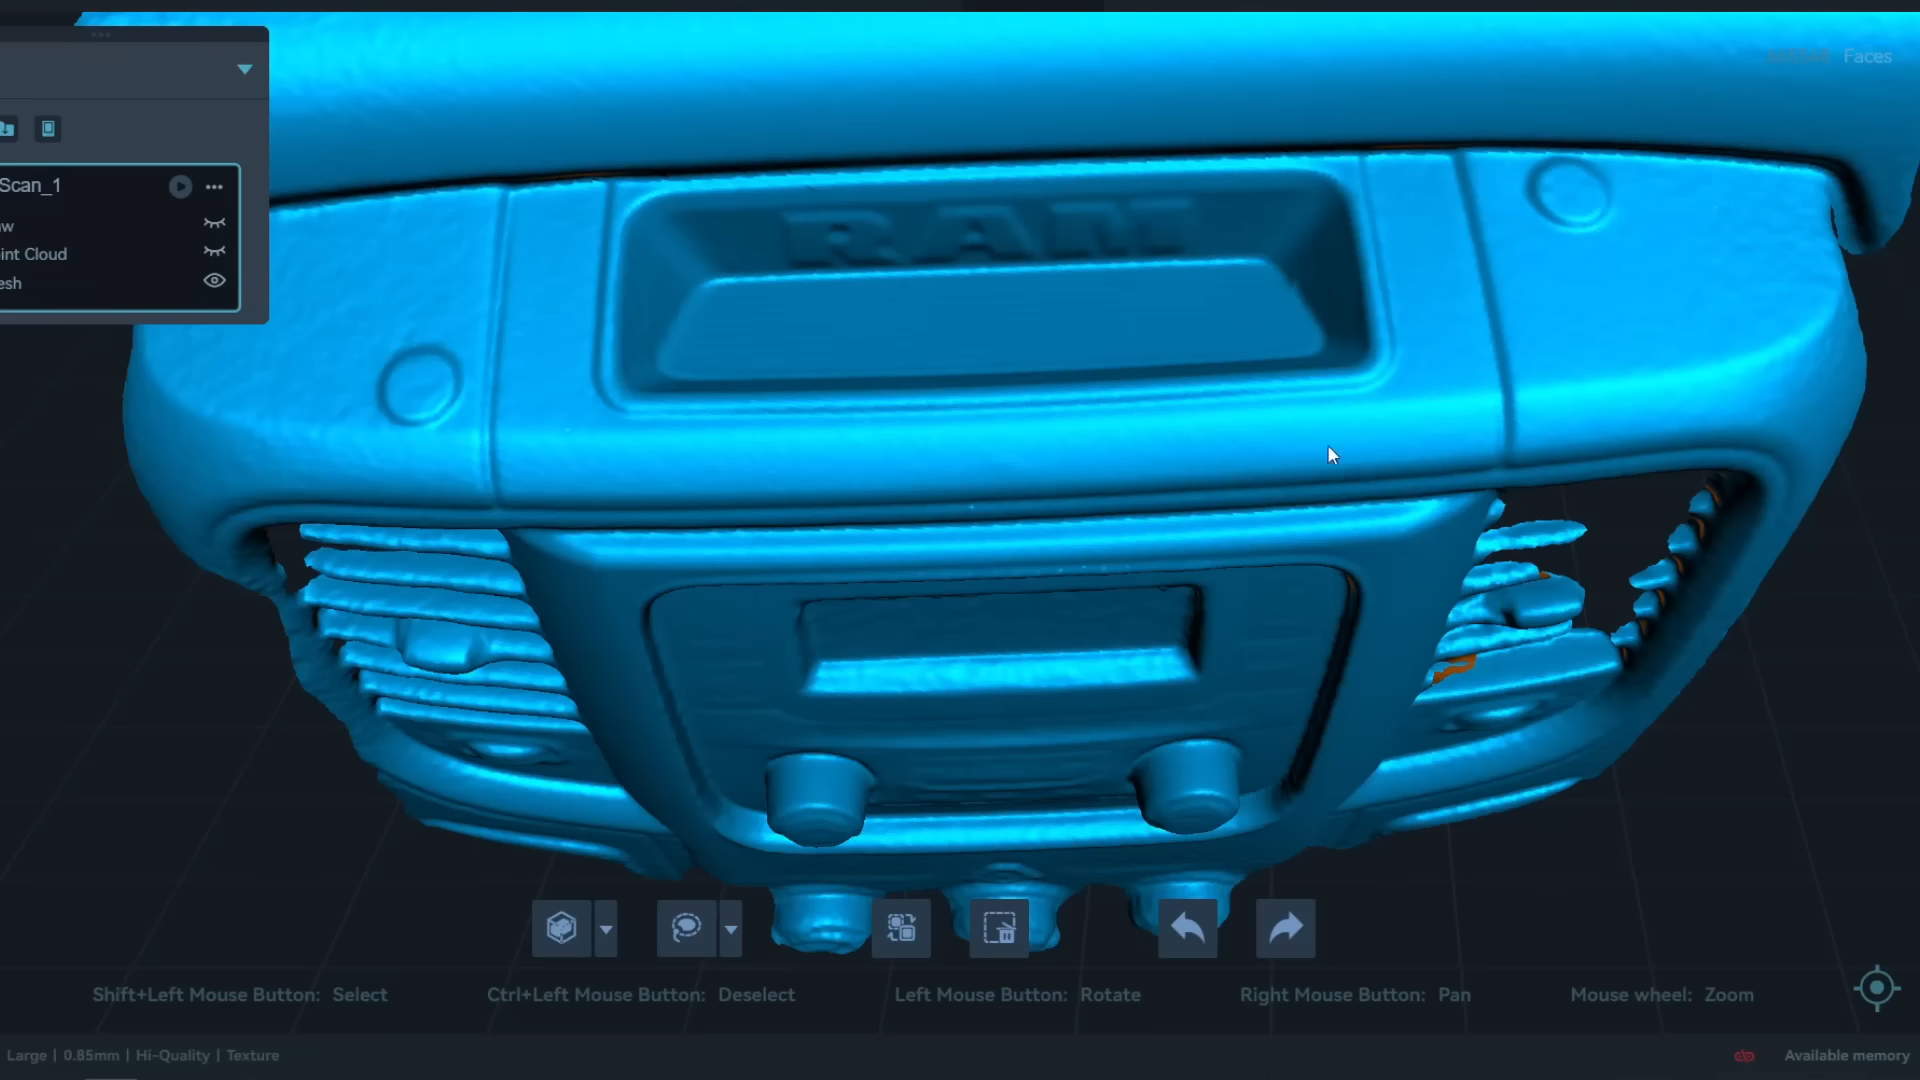 Faces
Scan_1
int Cloud
esh
RAM
Shift+Left Mouse Button: Select
Ctrl+Left Mouse Button: Deselect
Left Mouse Button: Rotate
Right Mouse Button: Pan
Mouse wheel: Zoom
Large | 0.85mm | Hi-Quality | Texture
Available memory